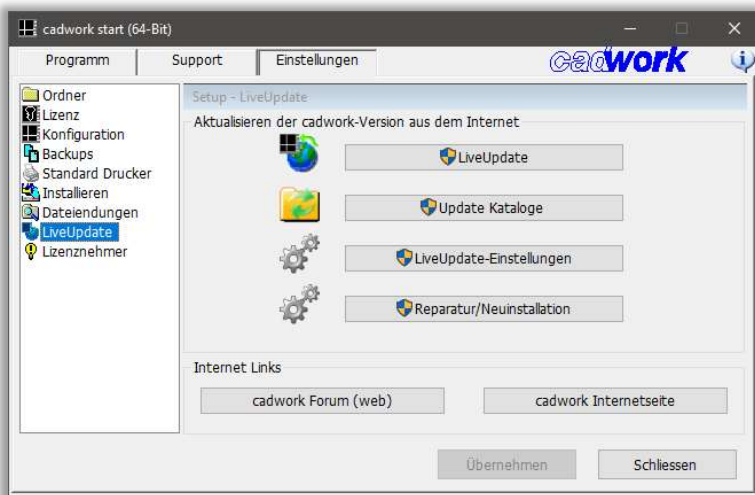 cadwork start (64-Bit)
Programm
Support
Einstellungen
cadwork
Ordner
Lizenz
Konfiguration
Backups
Standard Drucker
Installieren
Dateiendungen
LiveUpdate
Lizenznehmer
Setup - LiveUpdate
Aktualisieren der cadwork-Version aus dem Internet
LiveUpdate
Update Kataloge
LiveUpdate-Einstellungen
Reparatur/Neuinstallation
Internet Links
cadwork Forum (web)
cadwork Internetseite
Übernehmen
Schliessen